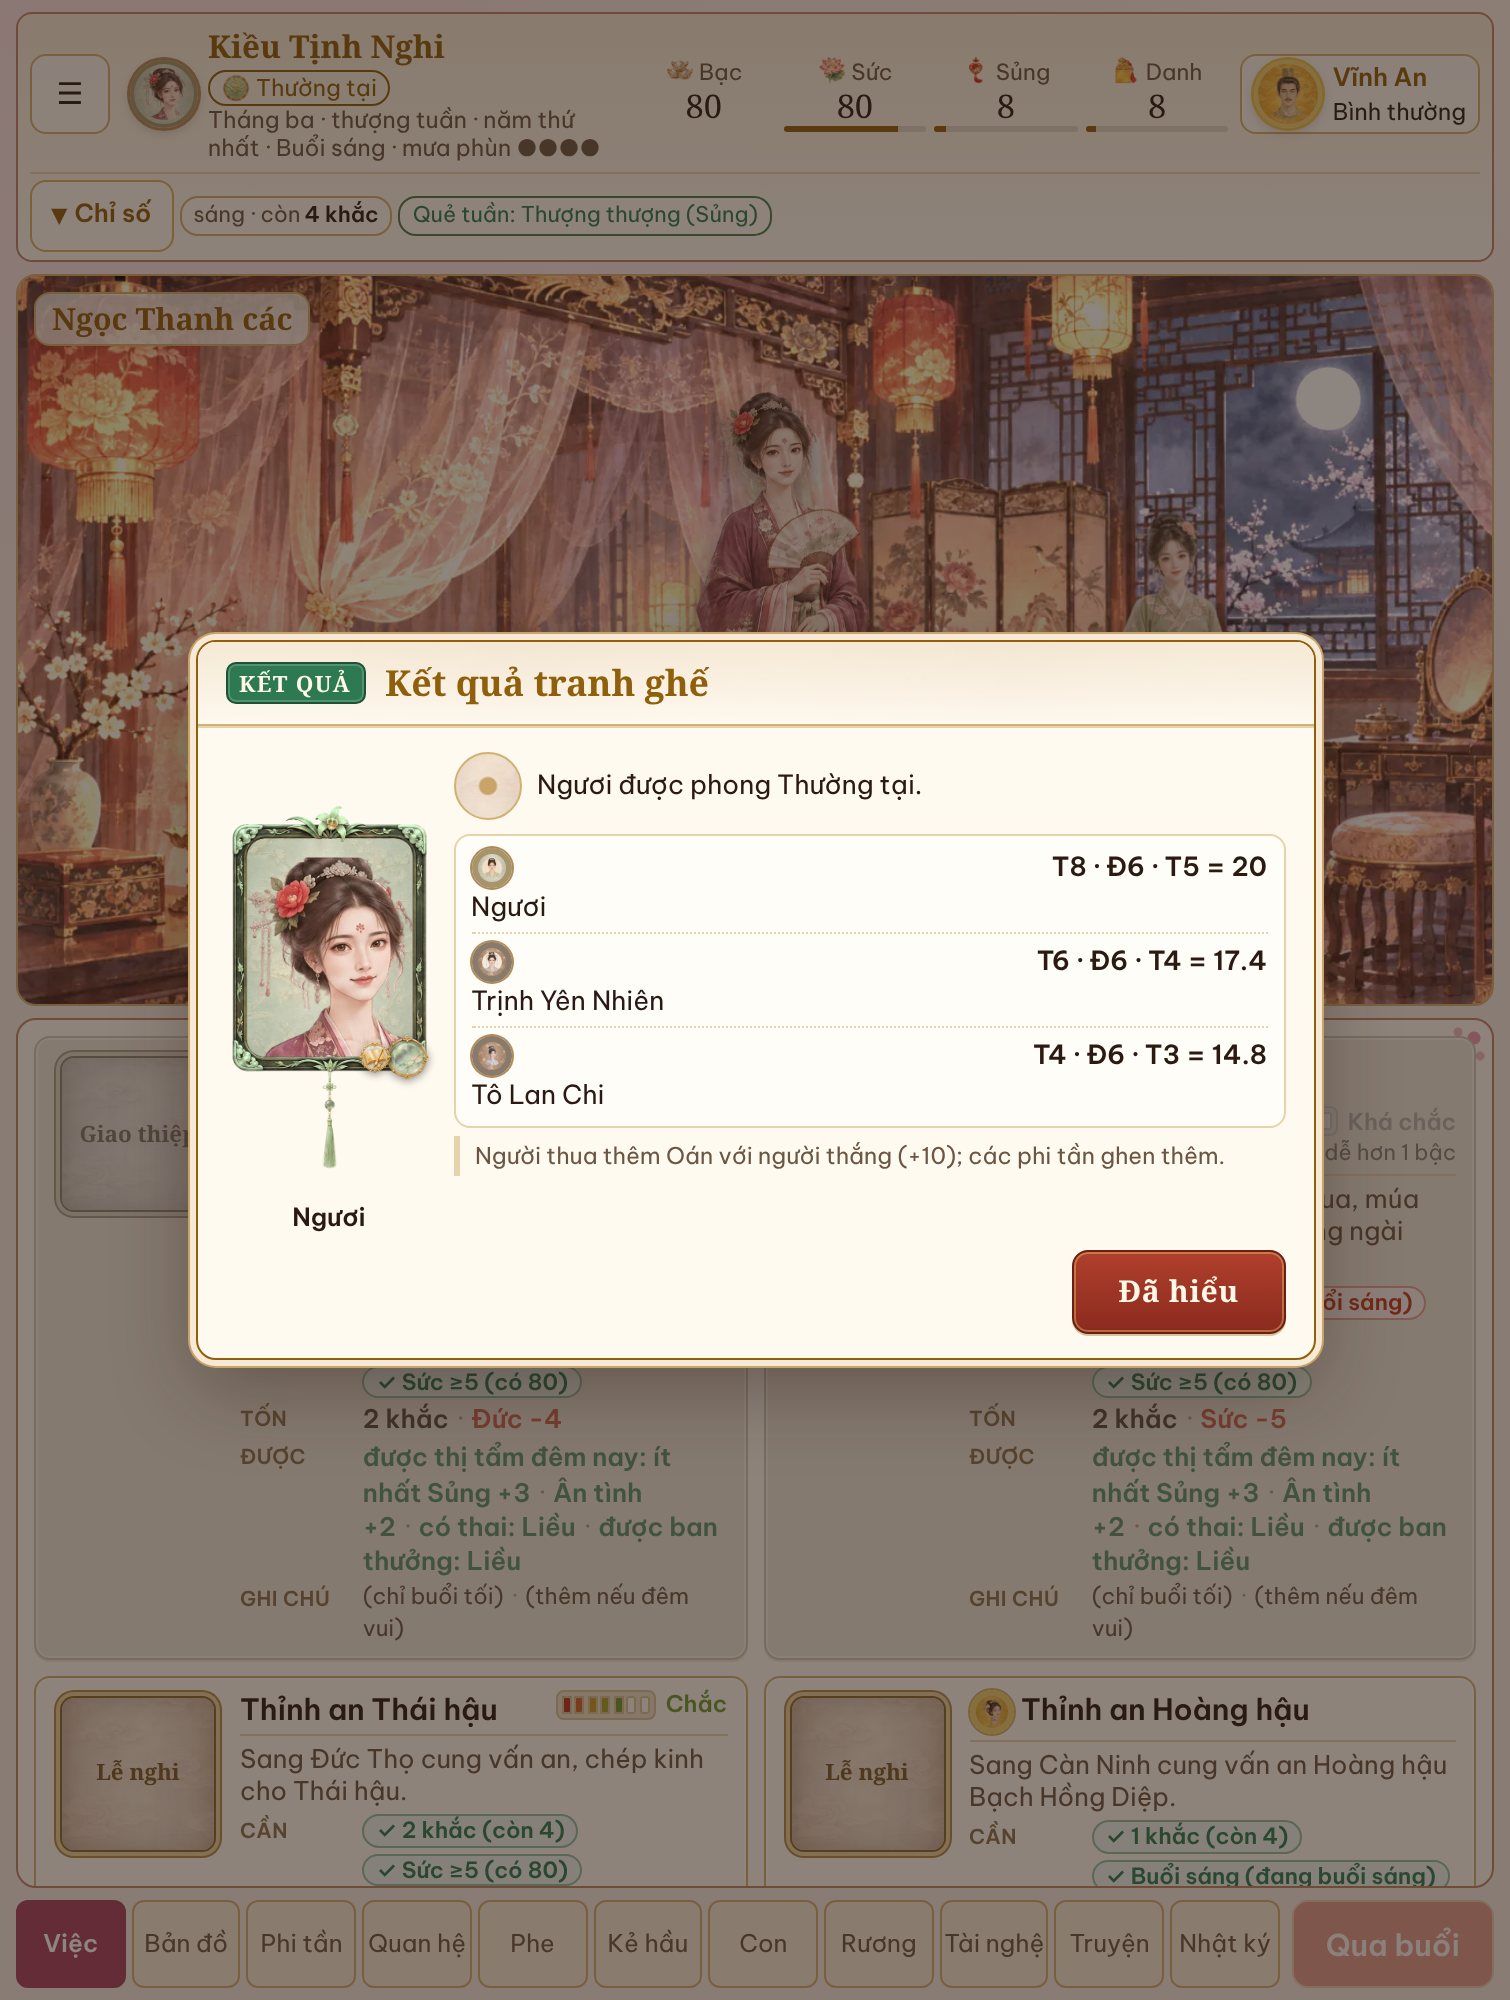 ☰
Kiều Tịnh Nghi
Thường tại
Tháng ba · thượng tuần · năm thứ
nhất · Buổi sáng · mưa phùn ●●●●
Bạc
80
Sức
80
Sủng
8
Danh
8
Vĩnh An
Bình thường
▼ Chỉ số
sáng · còn 4 khắc
Quẻ tuần: Thượng thượng (Sủng)
Ngọc Thanh các
KẾT QUẢ
Kết quả tranh ghế
Ngươi được phong Thường tại.
T8 · Đ6 · T5 = 20
Ngươi
T6 · Đ6 · T4 = 17.4
Trịnh Yên Nhiên
T4 · Đ6 · T3 = 14.8
Tô Lan Chi
Người thua thêm Oán với người thắng (+10); các phi tần ghen thêm.
Ngươi
Đã hiểu
Khá chắc
dễ hơn 1 bậc
múa
ngài
sáng)
✓ Sức ≥5 (có 80)
TỐN
2 khắc · Đức -4
ĐƯỢC
được thị tẩm đêm nay: ít
nhất Sủng +3 · Ân tình
+2 · có thai: Liều · được ban
thưởng: Liều
GHI CHÚ
(chỉ buổi tối) · (thêm nếu đêm
vui)
✓ Sức ≥5 (có 80)
TỐN
2 khắc · Sức -5
ĐƯỢC
được thị tẩm đêm nay: ít
nhất Sủng +3 · Ân tình
+2 · có thai: Liều · được ban
thưởng: Liều
GHI CHÚ
(chỉ buổi tối) · (thêm nếu đêm
vui)
Lễ nghi
Thỉnh an Thái hậu
Chắc
Sang Đức Thọ cung vấn an, chép kinh
cho Thái hậu.
CẦN
✓ 2 khắc (còn 4)
✓ Sức ≥5 (có 80)
Lễ nghi
Thỉnh an Hoàng hậu
Sang Càn Ninh cung vấn an Hoàng hậu
Bạch Hồng Diệp.
CẦN
✓ 1 khắc (còn 4)
✓ Buổi sáng (đang buổi sáng)
Việc
Bản đồ
Phi tần
Quan hệ
Phe
Kẻ hầu
Con
Rương
Tài nghệ
Truyện
Nhật ký
Qua buổi